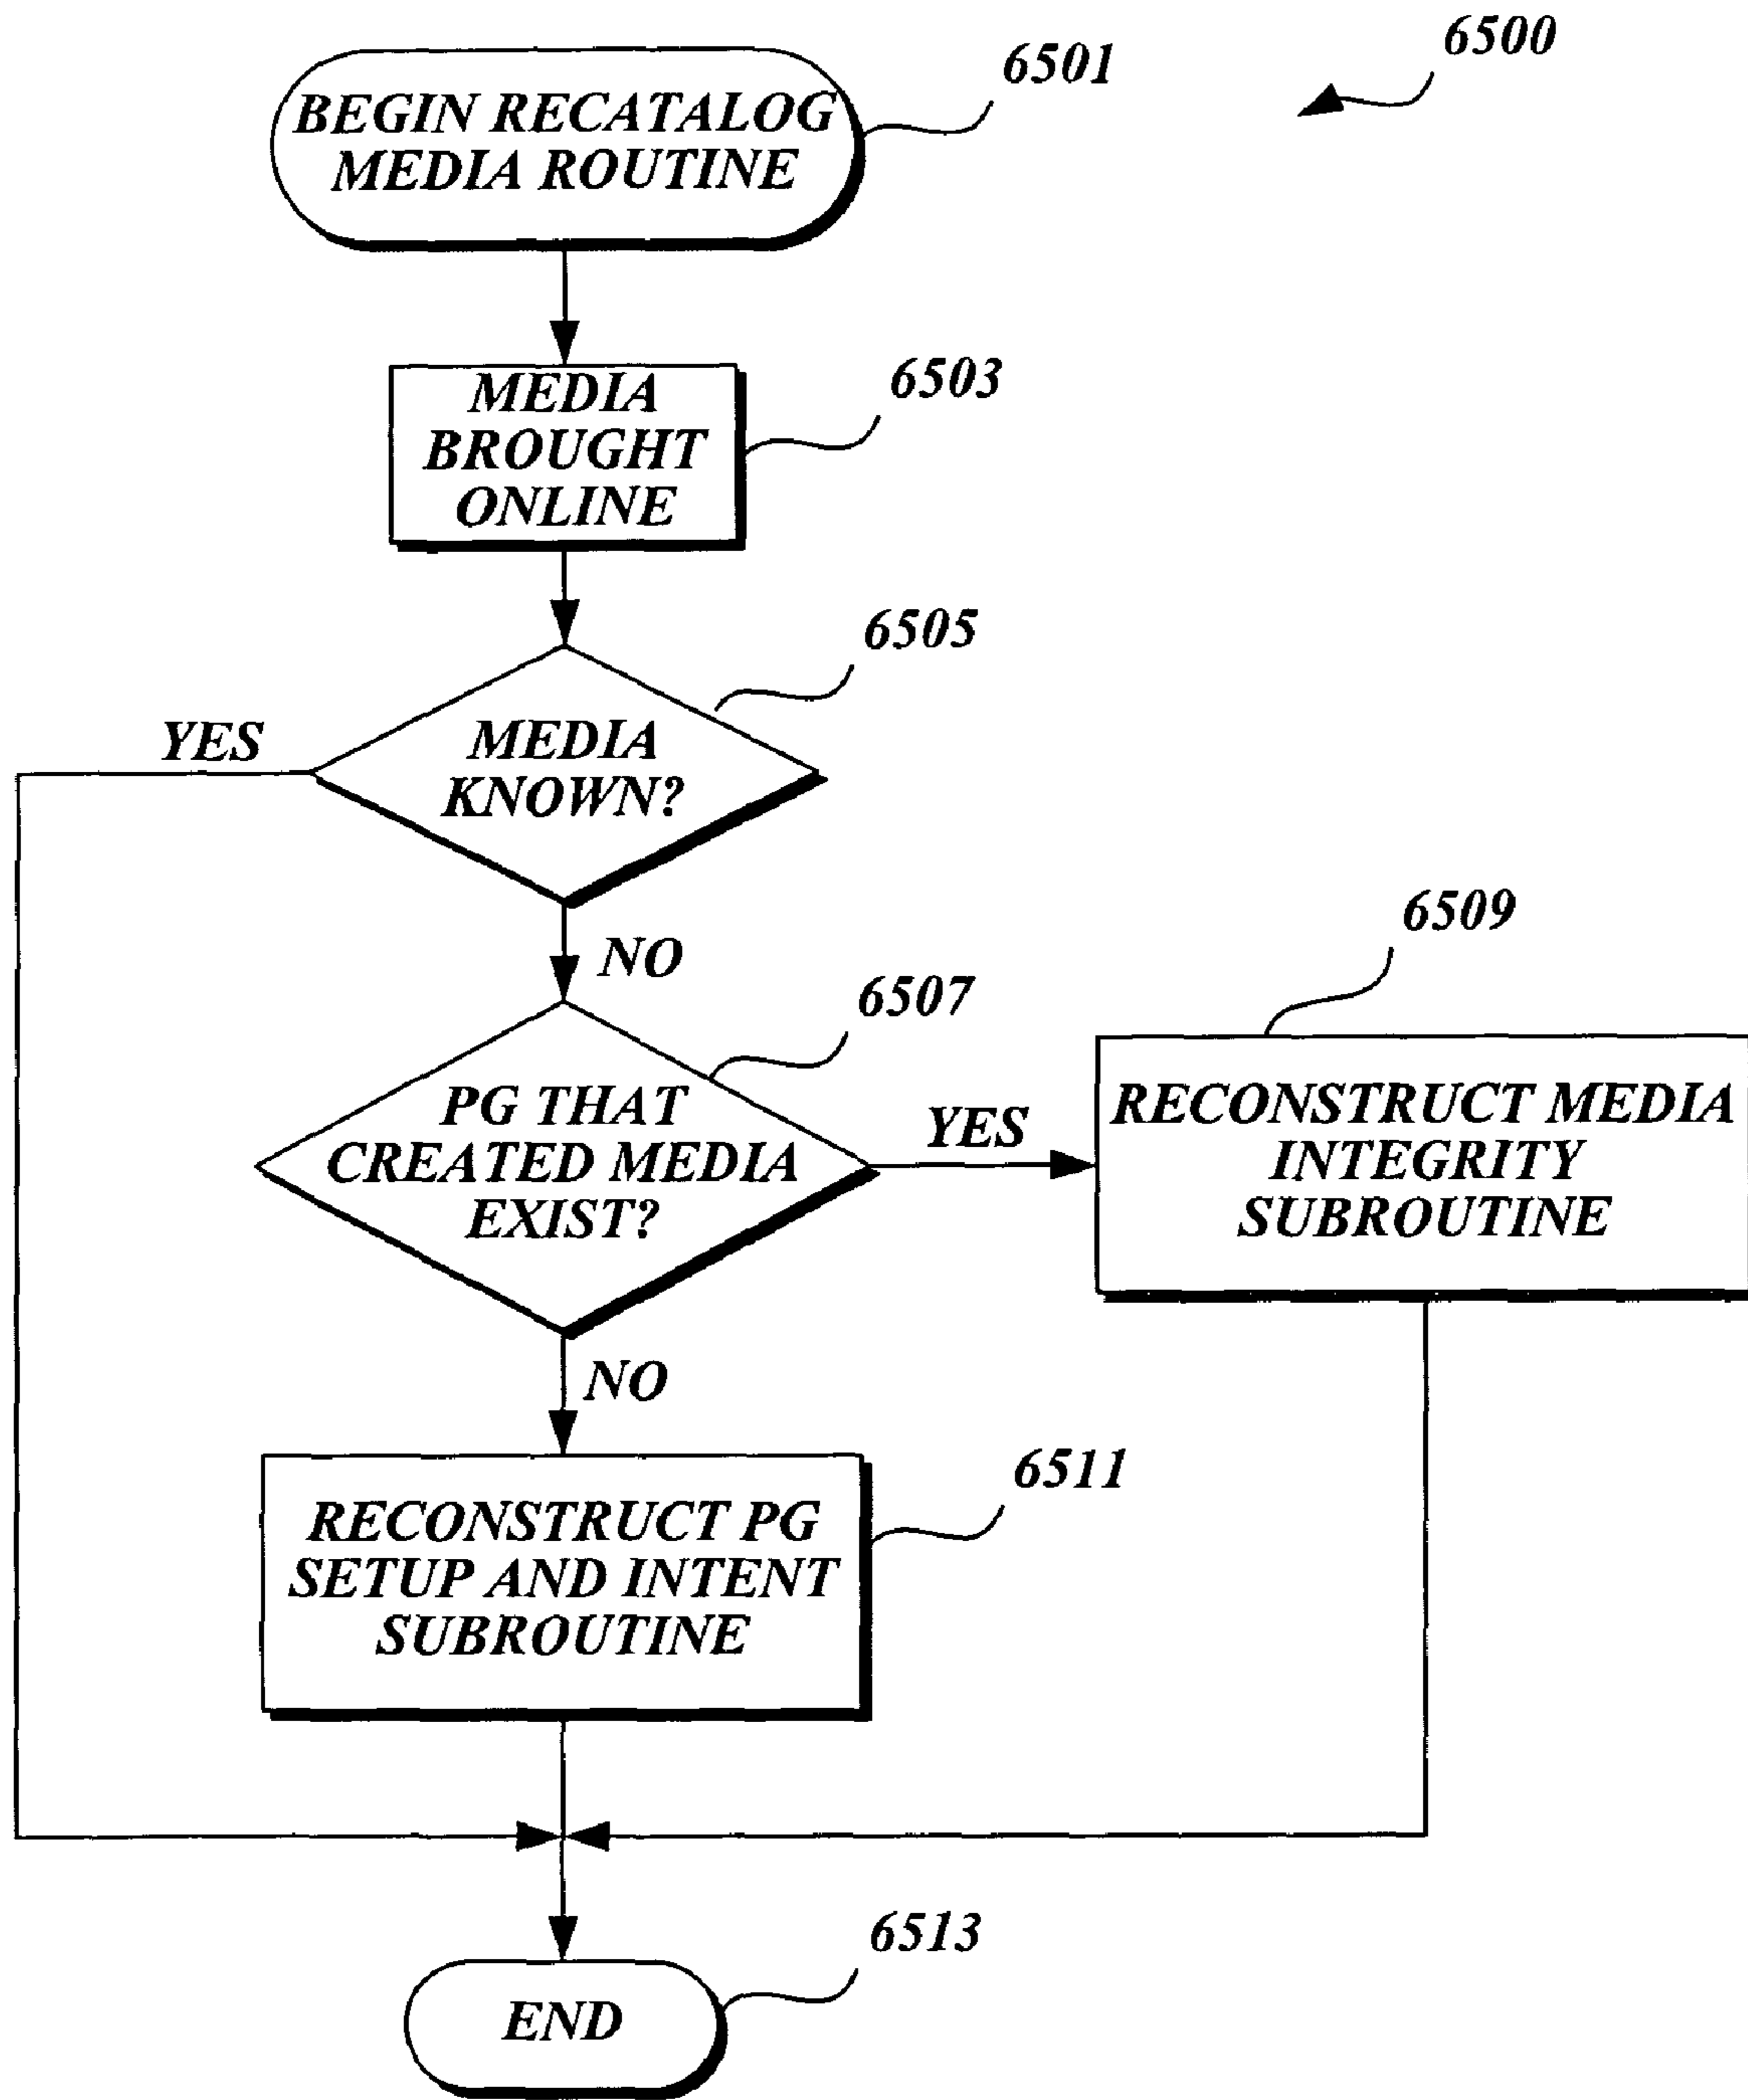 6500
6501
BEGIN RECATALOG
MEDIA ROUTINE
6503
MEDIA
BROUGHT
ONLINE
6505
YES
MEDIA
KNOWN?
NO
6507
6509
PG THAT
CREATED MEDIA
EXIST?
YES
RECONSTRUCT MEDIA
INTEGRITY
SUBROUTINE
NO
6511
RECONSTRUCT PG
SETUP AND INTENT
SUBROUTINE
6513
END